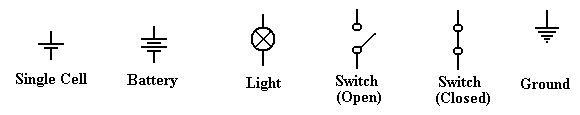 Single Cell
Battery
Light
Switch
(Open)
Switch
(Closed)
Ground